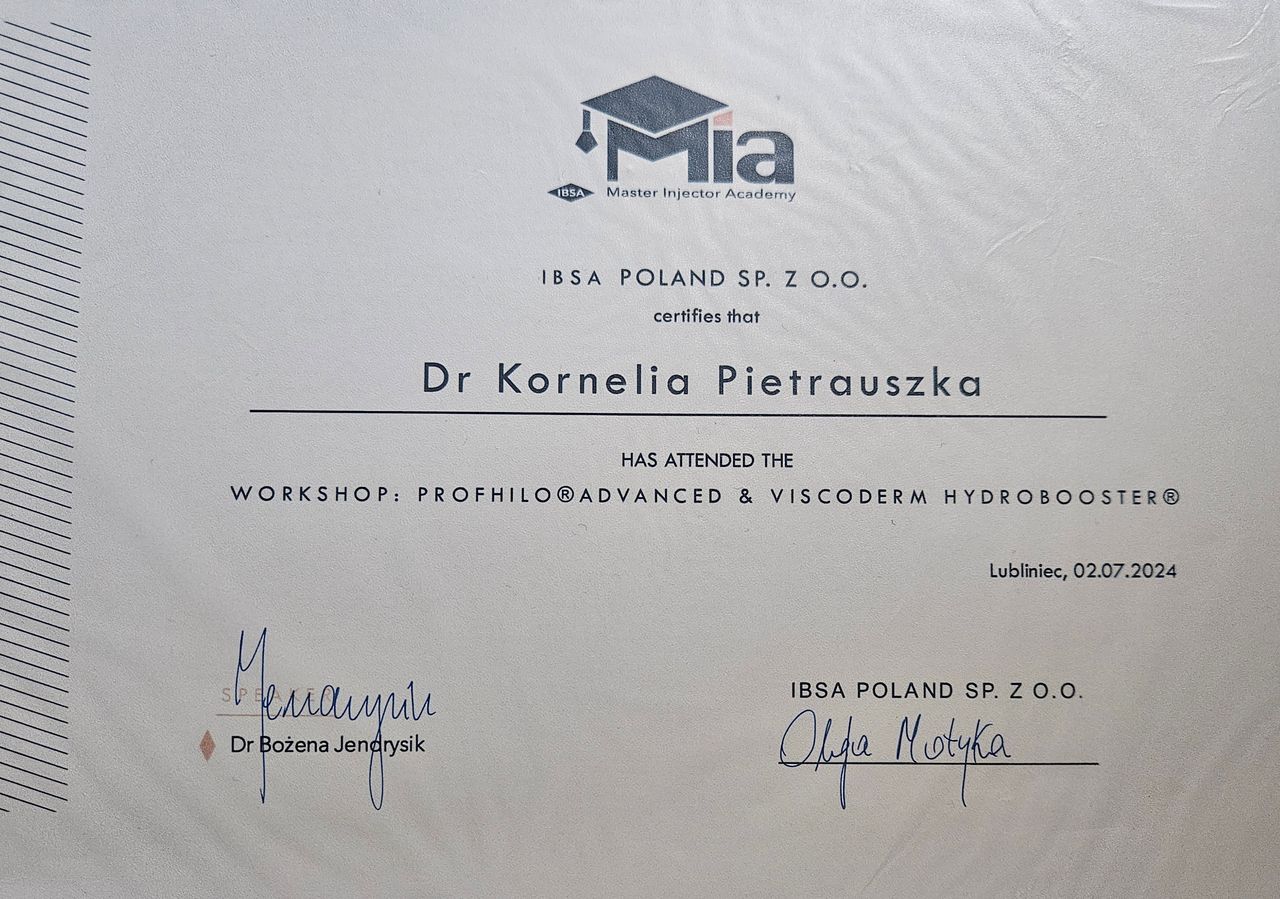 Mia
IBSA Master Injector Academy
IBSA POLAND SP. Z O.O.
certifies that
Dr Kornelia Pietrauszka
HAS ATTENDED THE
WORKSHOP: PROFHILO®ADVANCED & VISCODERM HYDROBOOSTER®
Lubliniec, 02.07.2024
SPEAKER
Dr Bożena Jendrysik
IBSA POLAND SP. Z O.O.
Olga Motyka